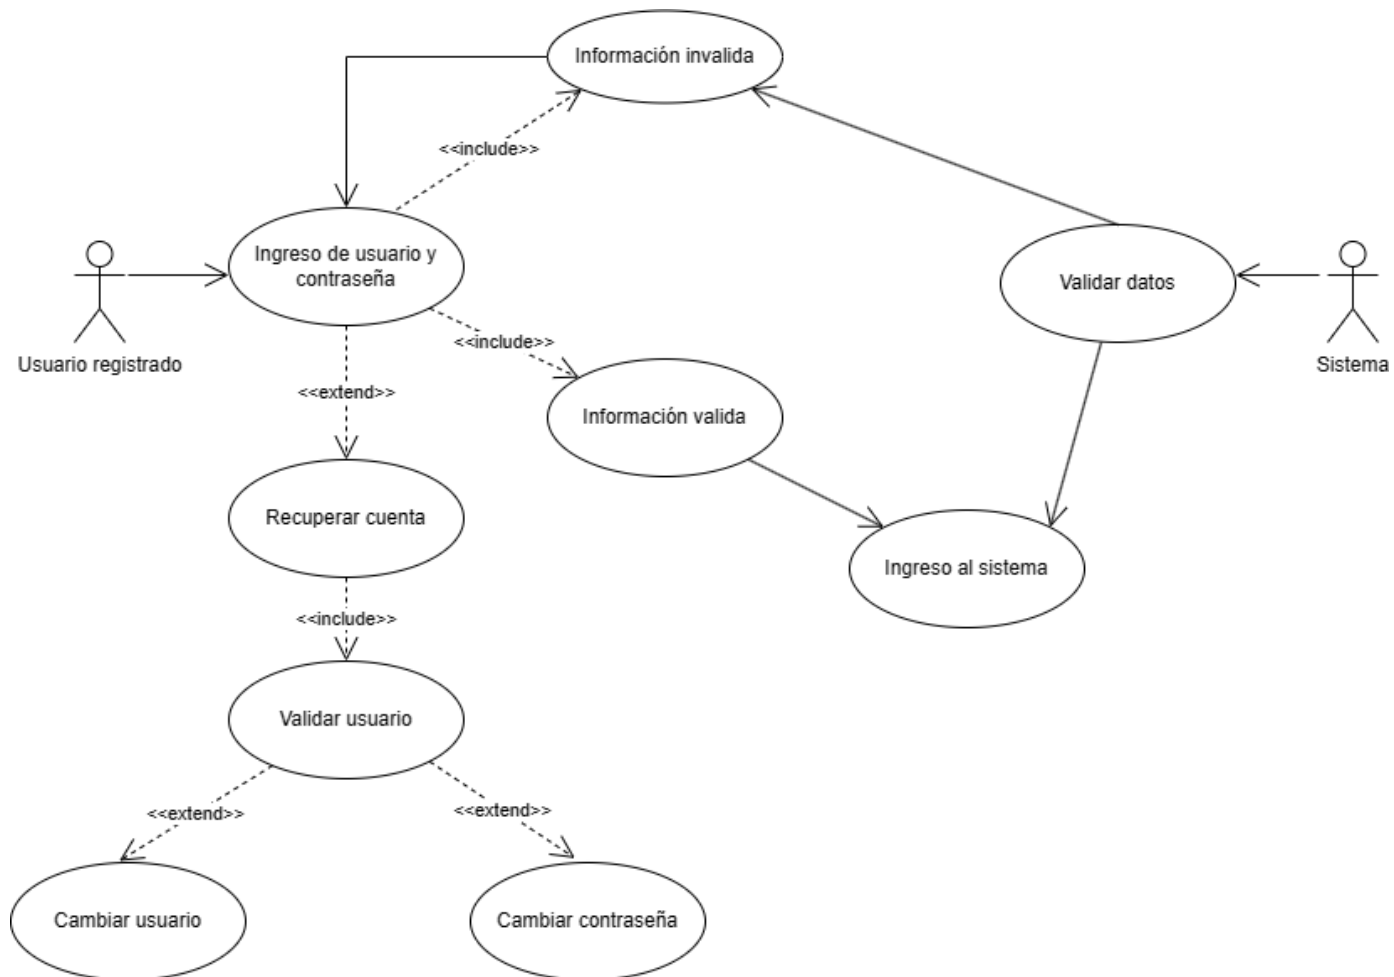 Información invalida
<<include>>
Ingreso de usuario y
contraseña
Validar datos
Usuario registrado
Sistema
<<include>>
<<extend>>
Información valida
Recuperar cuenta
Ingreso al sistema
<<include>>
Validar usuario
<<extend>>
<<extend>>
Cambiar usuario
Cambiar contraseña